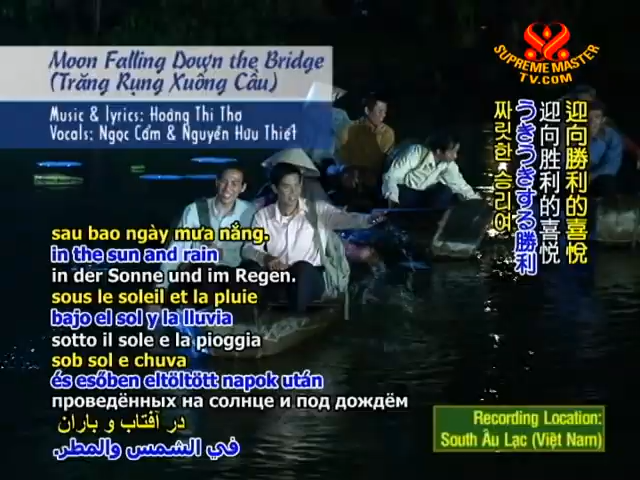 Moon Falling Down the Bridge
(Trăng Rụng Xuống Cầu)
Music & lyrics: Hoàng Thi Thơ
Vocals: Ngọc Cẩm & Nguyễn Hữu Thiết
SUPREME MASTER
TV.COM
迎向勝利的喜悅
迎向胜利的喜悦
うきうきする勝利
짜릿한 승리여
sau bao ngày mưa nắng.
in the sun and rain
in der Sonne und im Regen.
sous le soleil et la pluie
bajo el sol y la lluvia
sotto il sole e la pioggia
sob sol e chuva
és esőben eltöltött napok után
проведённых на солнце и под дождём
در آفتاب و باران
في الشمس والمطر.
Recording Location:
South Âu Lạc (Việt Nam)